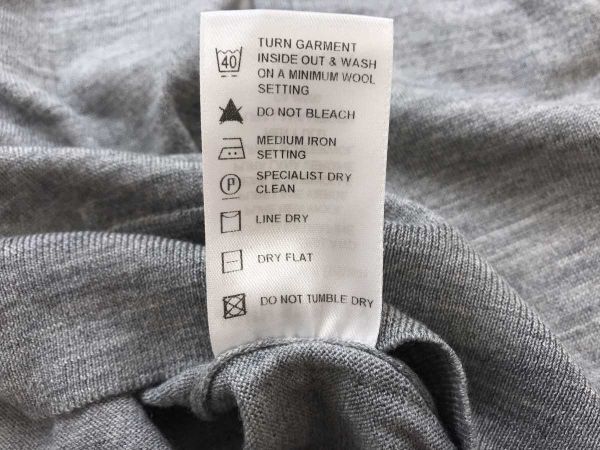 40
TURN GARMENT
INSIDE OUT & WASH
ON A MINIMUM WOOL
SETTING
DO NOT BLEACH
MEDIUM IRON
SETTING
P
SPECIALIST DRY
CLEAN
LINE DRY
DRY FLAT
DO NOT TUMBLE DRY